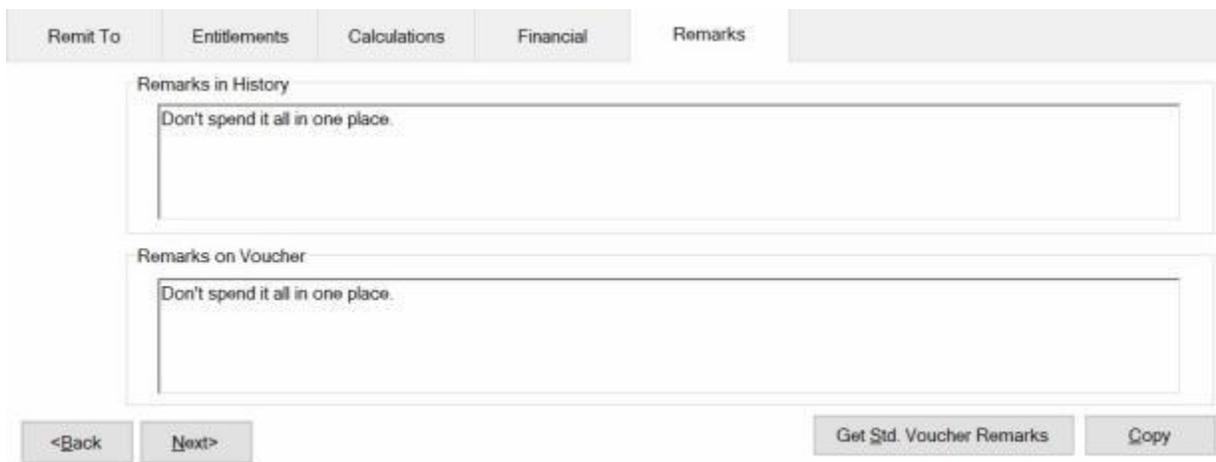 Remit To Entitlements Calculations Financial Remarks
Remarks in History
Don't spend it all in one place.
Remarks on Voucher
Don't spend it all in one place.
<Back Next> Get Std. Voucher Remarks Copy